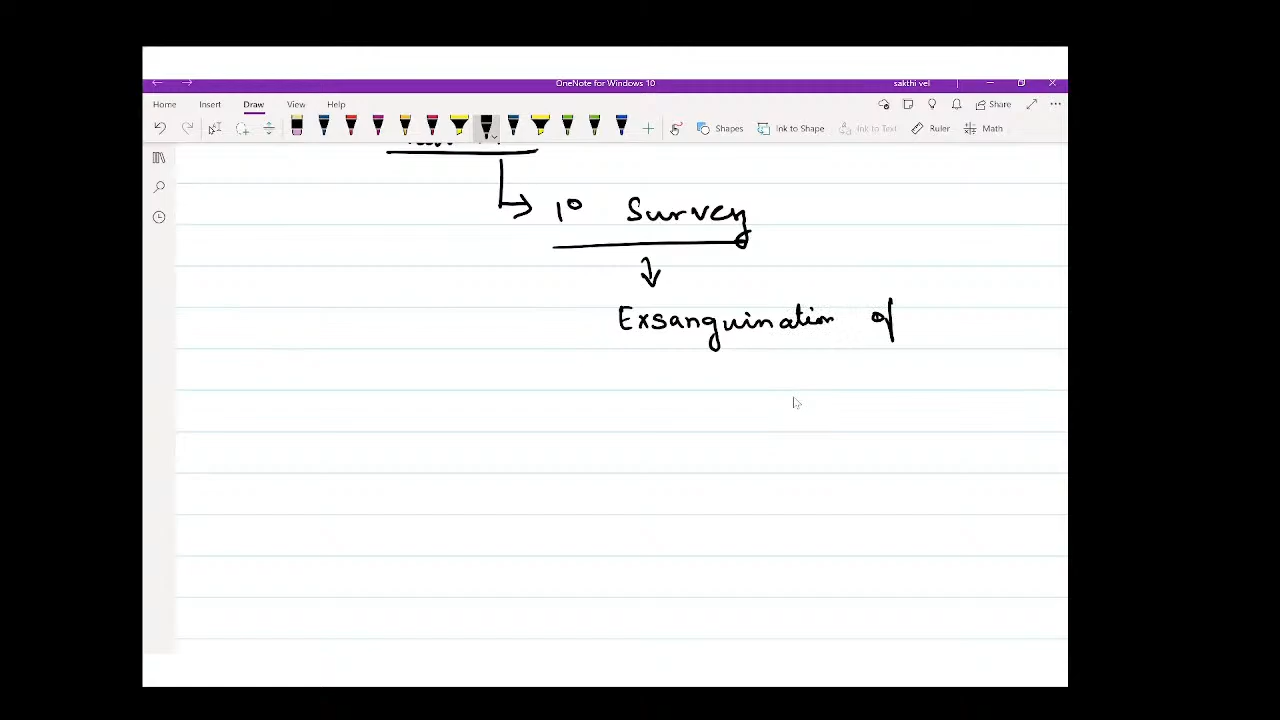 OneNote for Windows 10
sakthi vel
Home Insert Draw View Help
Share
Shapes Ink to Shape Ink to Text Ruler Math
1° Survey
Exsanguination of